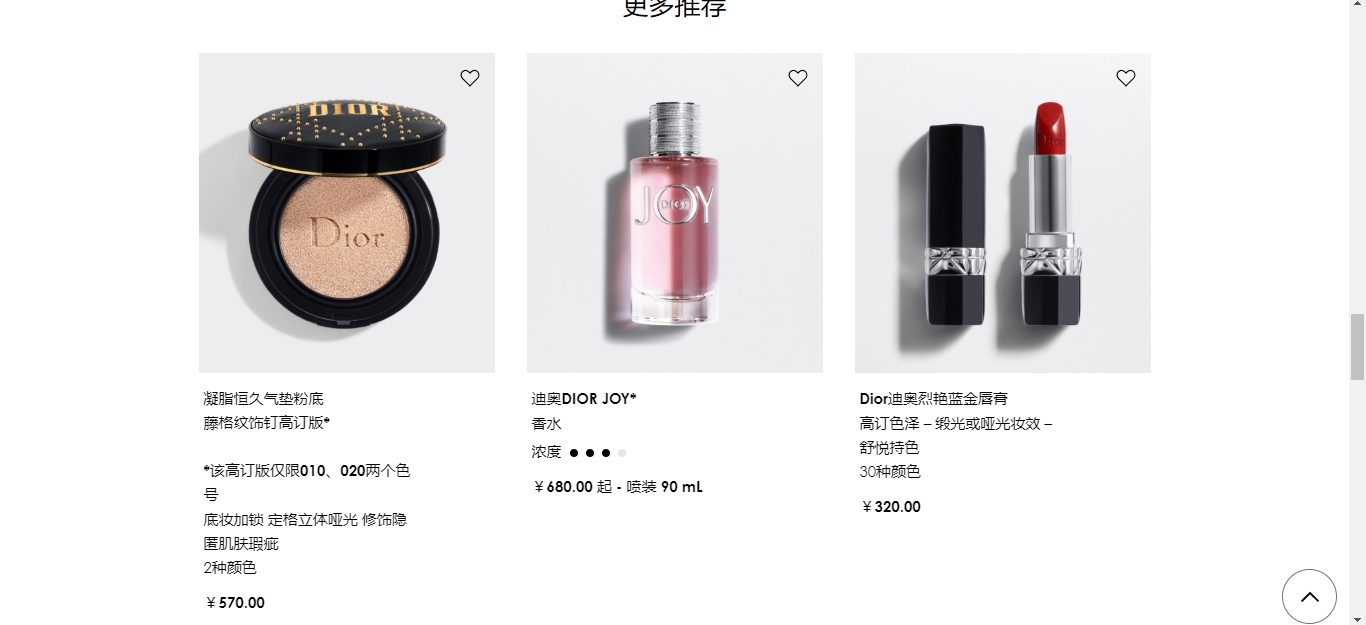 更多推荐
DIOR
Dior
JOY
DIOR
Dior
凝脂恒久气垫粉底
藤格纹饰钉高订版*
*该高订版仅限010、020两个色
号
底妆加锁 定格立体哑光 修饰隐
匿肌肤瑕疵
2种颜色
￥570.00
迪奥DIOR JOY*
香水
浓度
￥680.00 起 - 喷装 90 mL
Dior迪奥烈艳蓝金唇膏
高订色泽 – 缎光或哑光妆效 –
舒悦持色
30种颜色
￥320.00